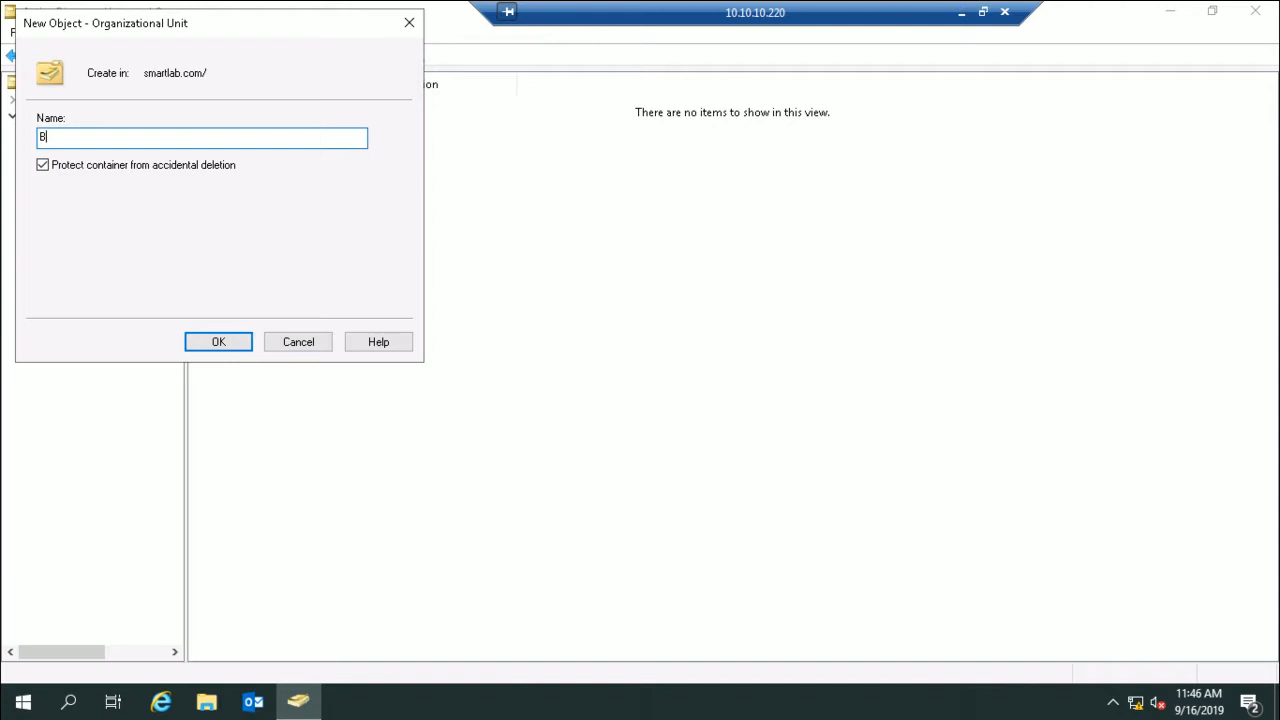 New Object - Organizational Unit
10.10.10.220
Create in: smartlab.com/
Name:
B
Protect container from accidental deletion
OK Cancel Help
There are no items to show in this view.
11:46 AM
9/16/2019
2